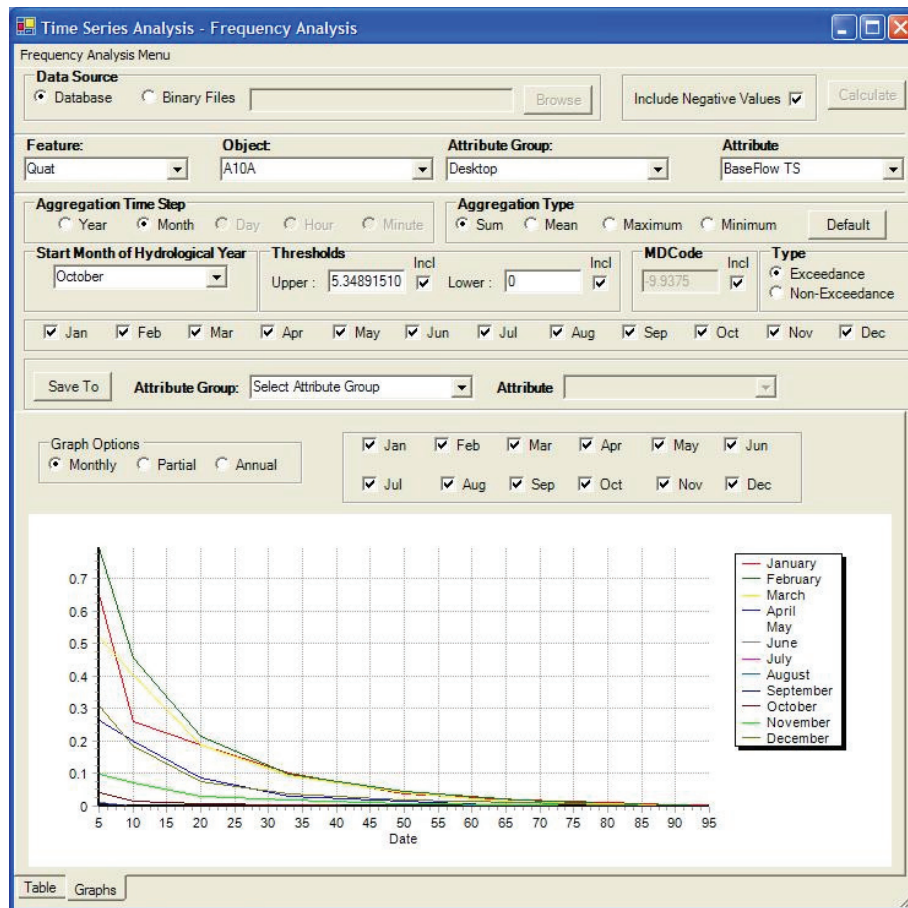 Time Series Analysis - Frequency Analysis
Frequency Analysis Menu
Data Source
Database Binary Files Browse Include Negative Values Calculate
Feature: Object: Attribute Group: Attribute
Quat A10A Desktop BaseFlow TS
Aggregation Time Step Aggregation Type
Year Month Day Hour Minute Sum Mean Maximum Minimum Default
Start Month of Hydrological Year Thresholds Incl Incl MDCode Incl Type
October Upper : 5.34891510 Lower : 0 -9.9375 Exceedance
Non-Exceedance
Jan Feb Mar Apr May Jun Jul Aug Sep Oct Nov Dec
Save To Attribute Group: Select Attribute Group Attribute
Graph Options
Monthly Partial Annual
Jan Feb Mar Apr May Jun
Jul Aug Sep Oct Nov Dec
0.7
0.6
0.5
0.4
0.3
0.2
0.1
0
5 10 15 20 25 30 35 40 45 50 55 60 65 70 75 80 85 90 95
Date
January
February
March
April
May
June
July
August
September
October
November
December
Table Graphs